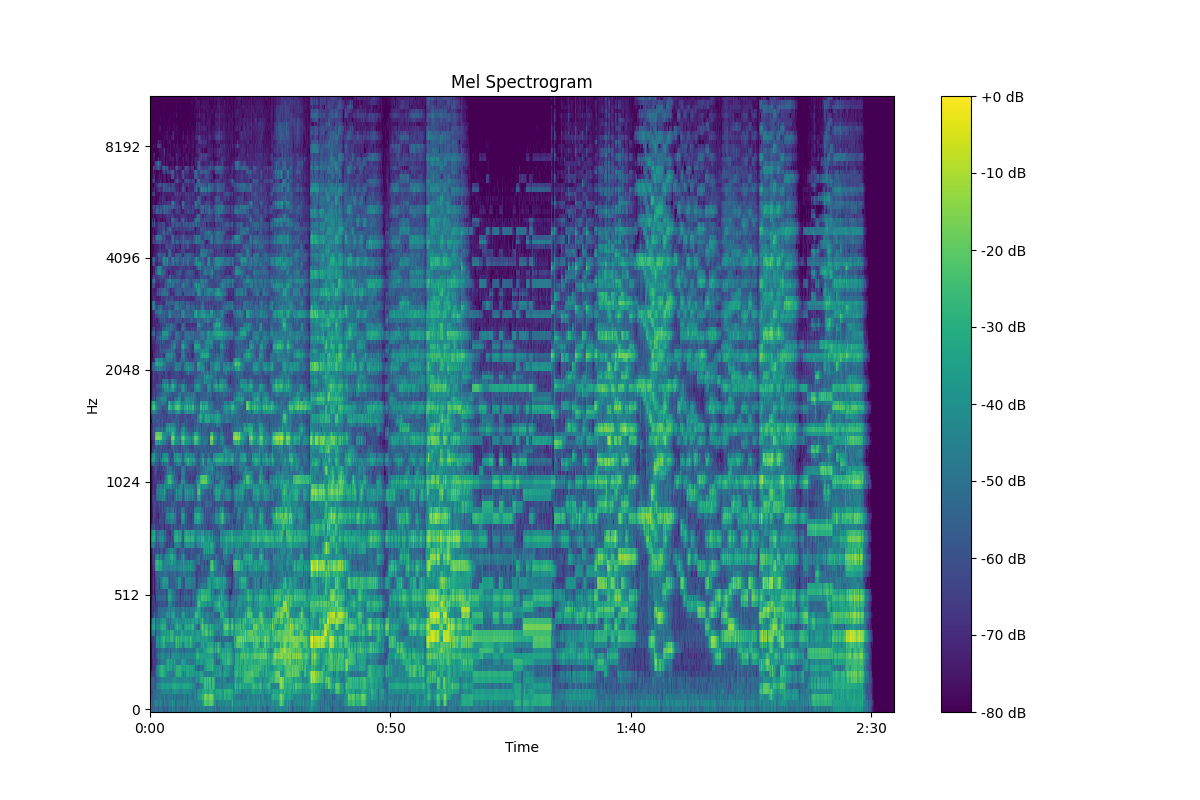 Mel Spectrogram
Hz
8192
4096
2048
1024
512
0
0:00
0:50
1:40
2:30
Time
+0 dB
-10 dB
-20 dB
-30 dB
-40 dB
-50 dB
-60 dB
-70 dB
-80 dB